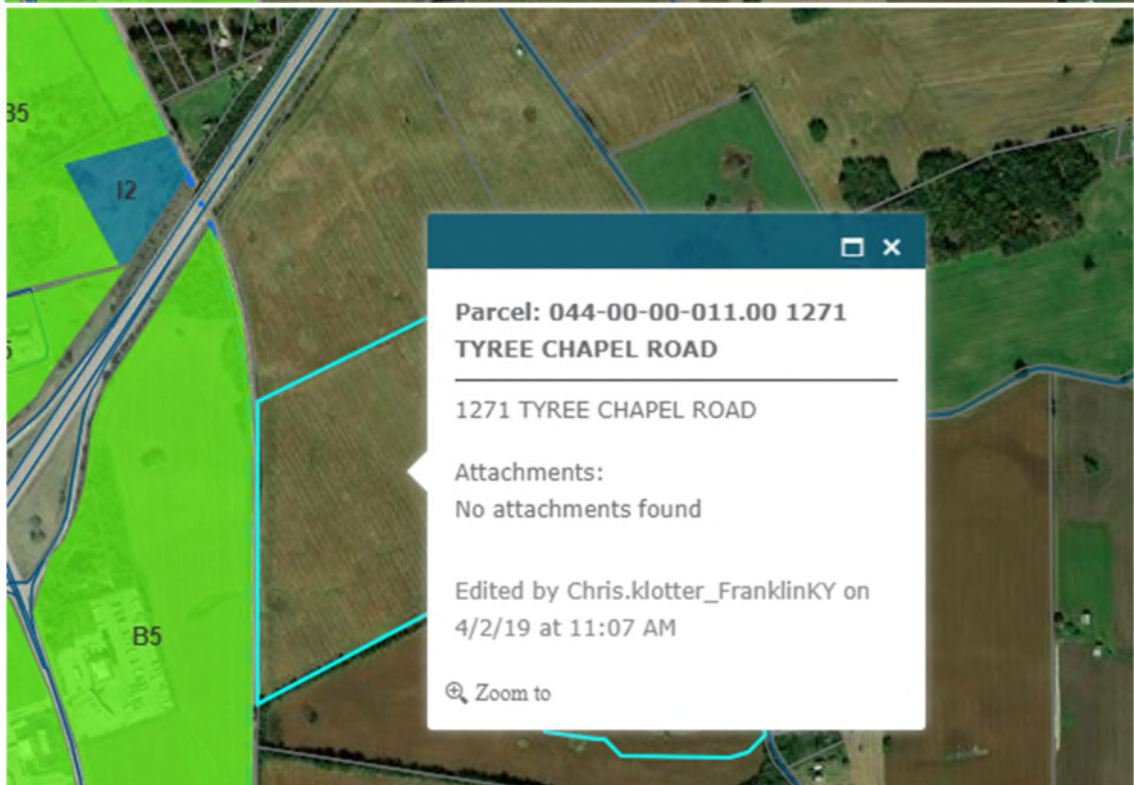 35
I2
Parcel: 044-00-00-011.00 1271
TYREE CHAPEL ROAD
1271 TYREE CHAPEL ROAD
Attachments:
No attachments found
Edited by Chris.klotter_FranklinKY on
4/2/19 at 11:07 AM
B5
Zoom to